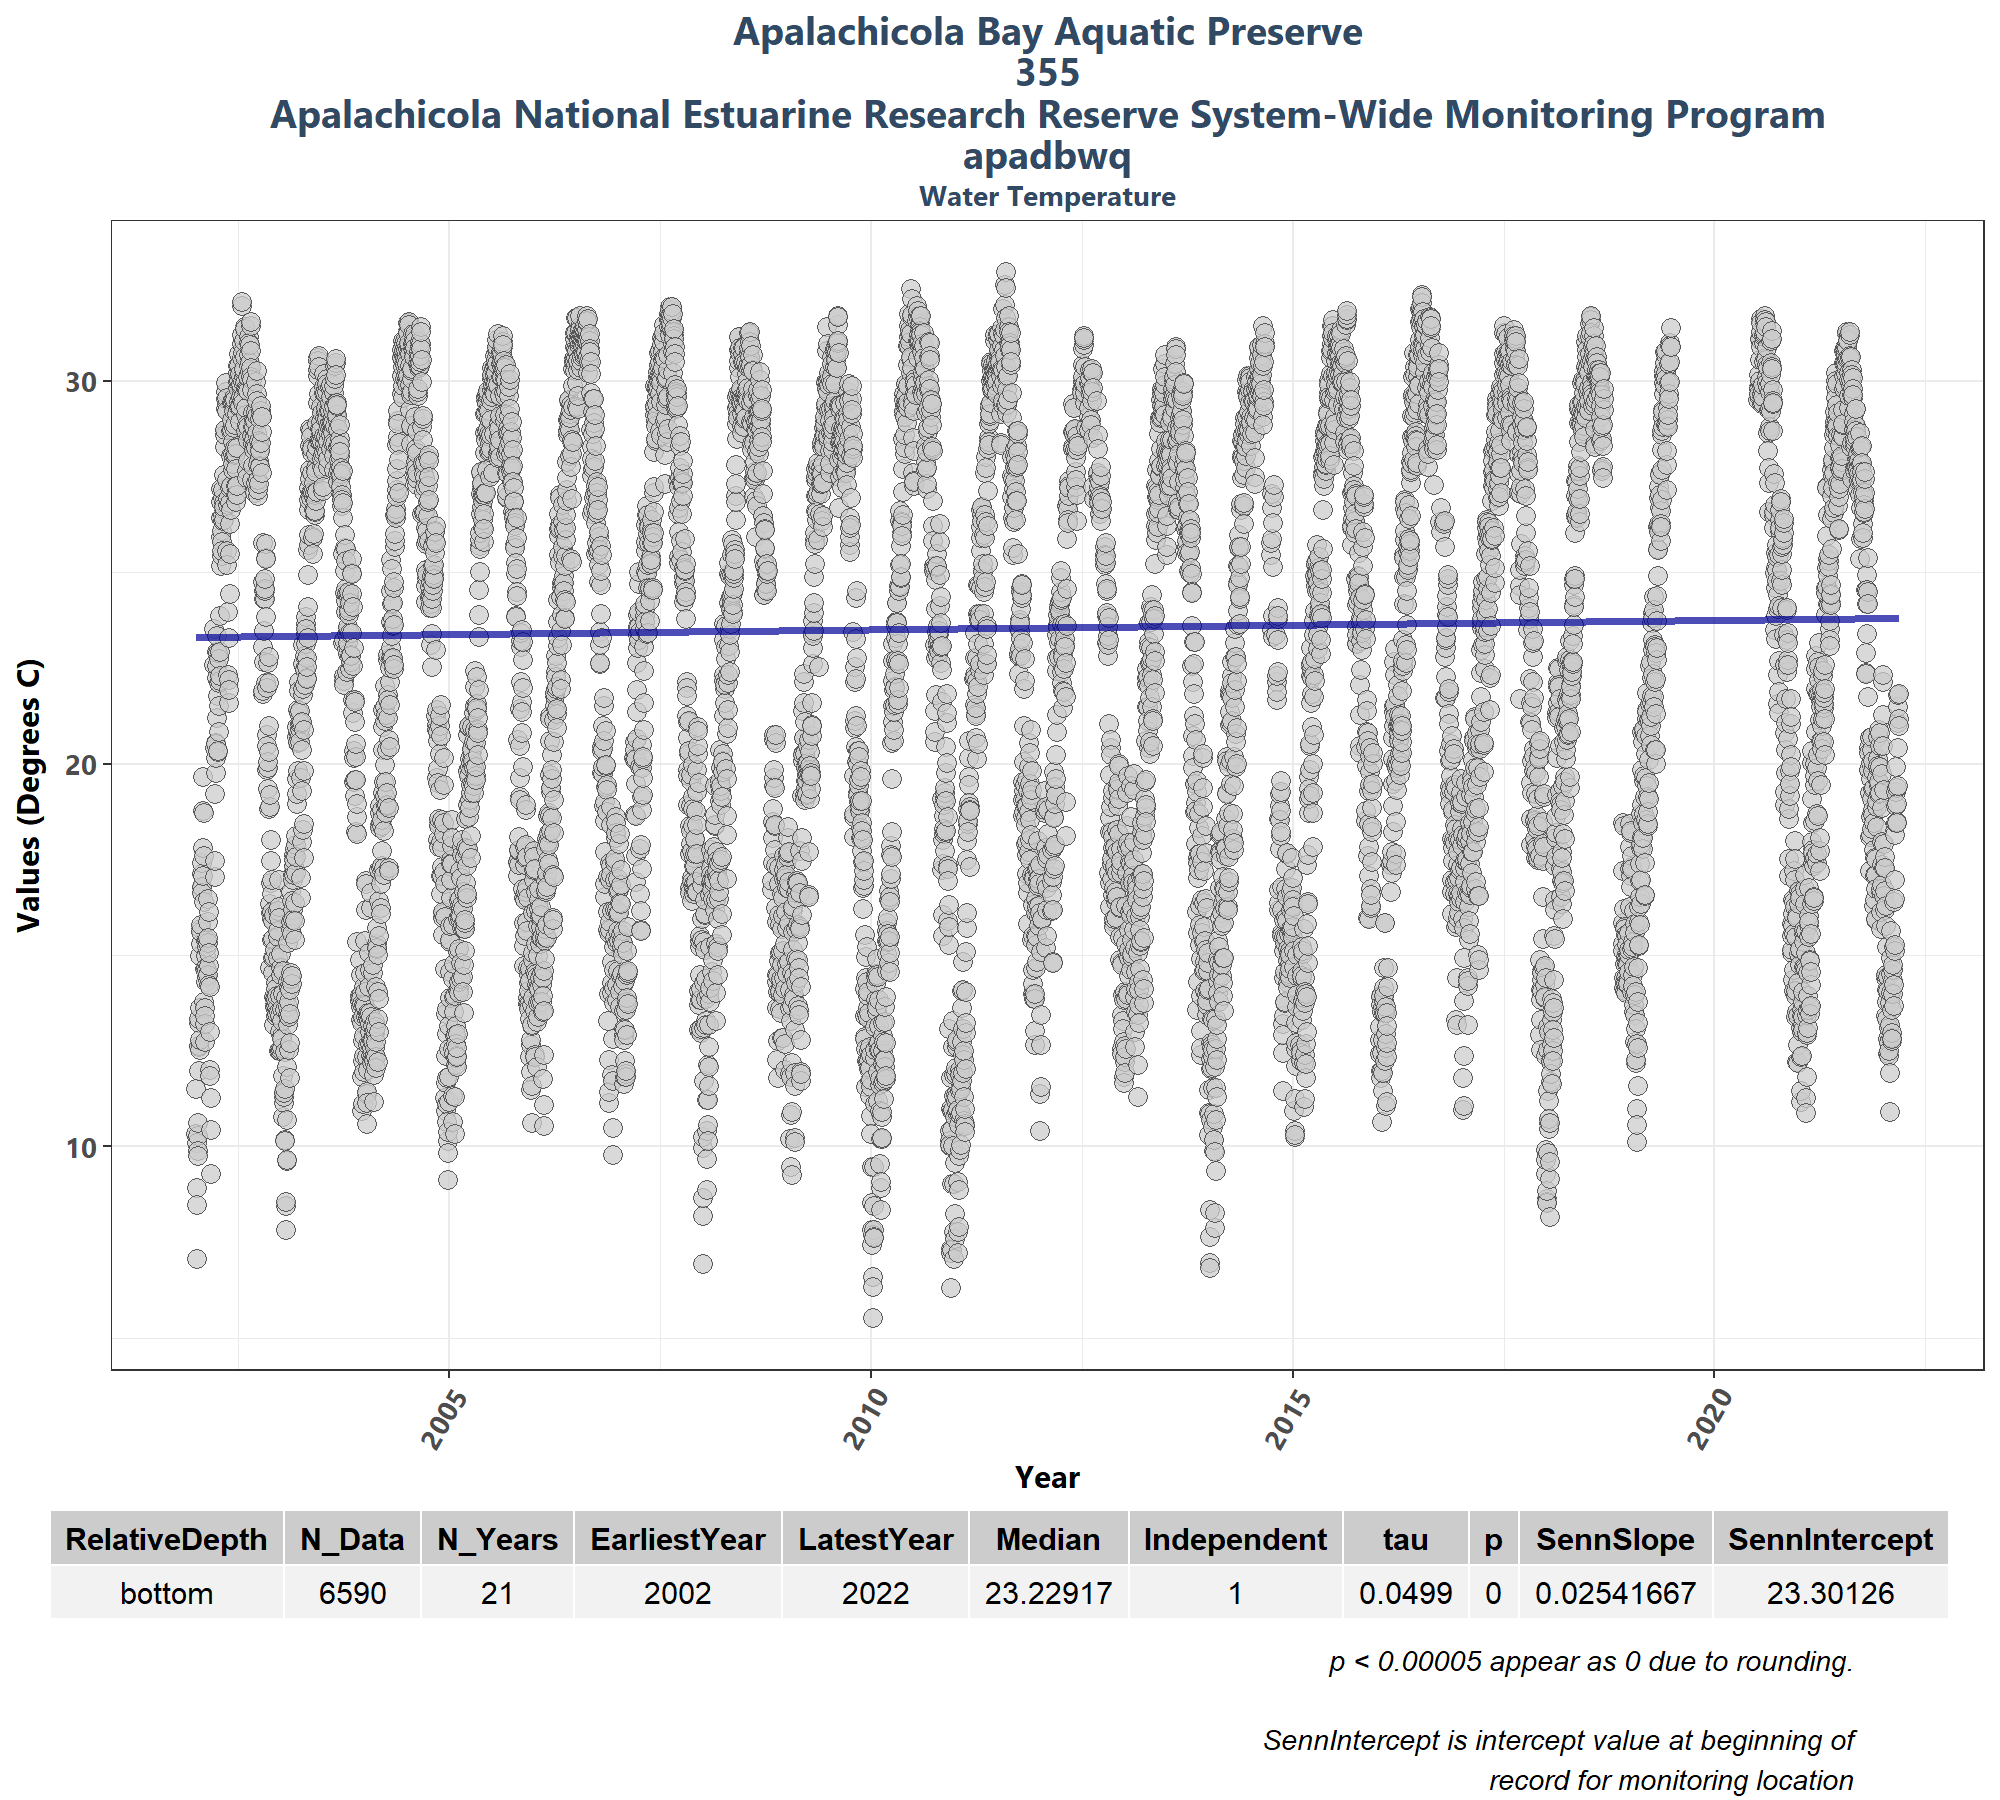 Apalachicola Bay Aquatic Preserve
355
Apalachicola National Estuarine Research Reserve System-Wide Monitoring Program
apadbwq
Water Temperature
Values (Degrees C)
30
20
10
2005 2010 2015 2020
Year
RelativeDepth N_Data N_Years EarliestYear LatestYear Median Independent tau p SennSlope SennIntercept
bottom 6590 21 2002 2022 23.22917 1 0.0499 0 0.02541667 23.30126
p < 0.00005 appear as 0 due to rounding.
SennIntercept is intercept value at beginning of
record for monitoring location